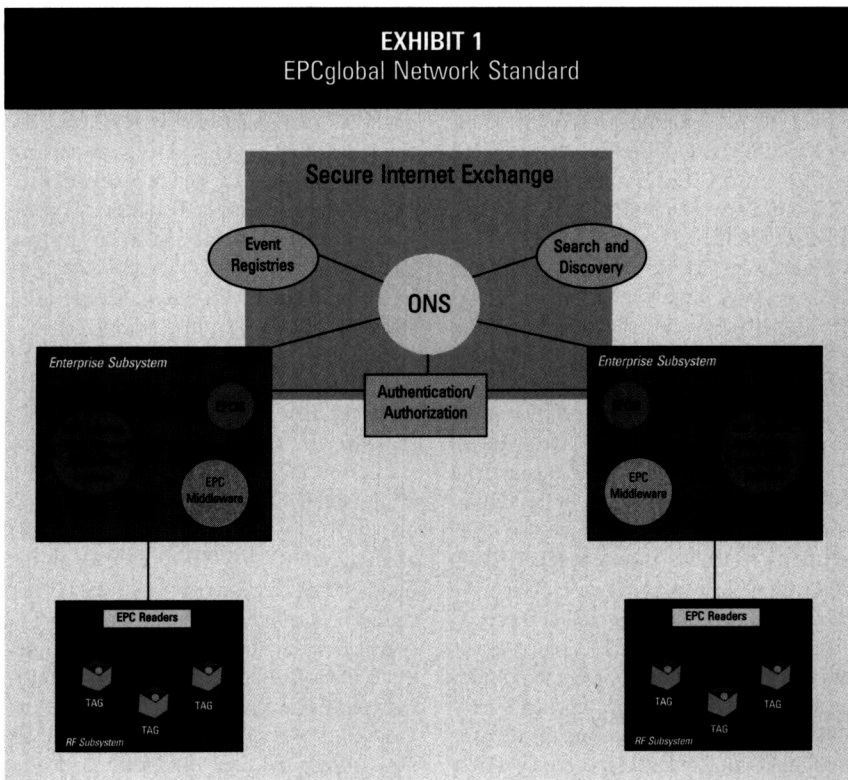 EXHIBIT 1
EPCglobal Network Standard
Secure Internet Exchange
Event
Registries
Search and
Discovery
ONS
Enterprise Subsystem
Enterprise Subsystem
Authentication/
Authorization
EPCIS
EPC
Middleware
EPC
Middleware
EPC Readers
EPC Readers
TAG
TAG
TAG
TAG
TAG
TAG
RF Subsystem
RF Subsystem